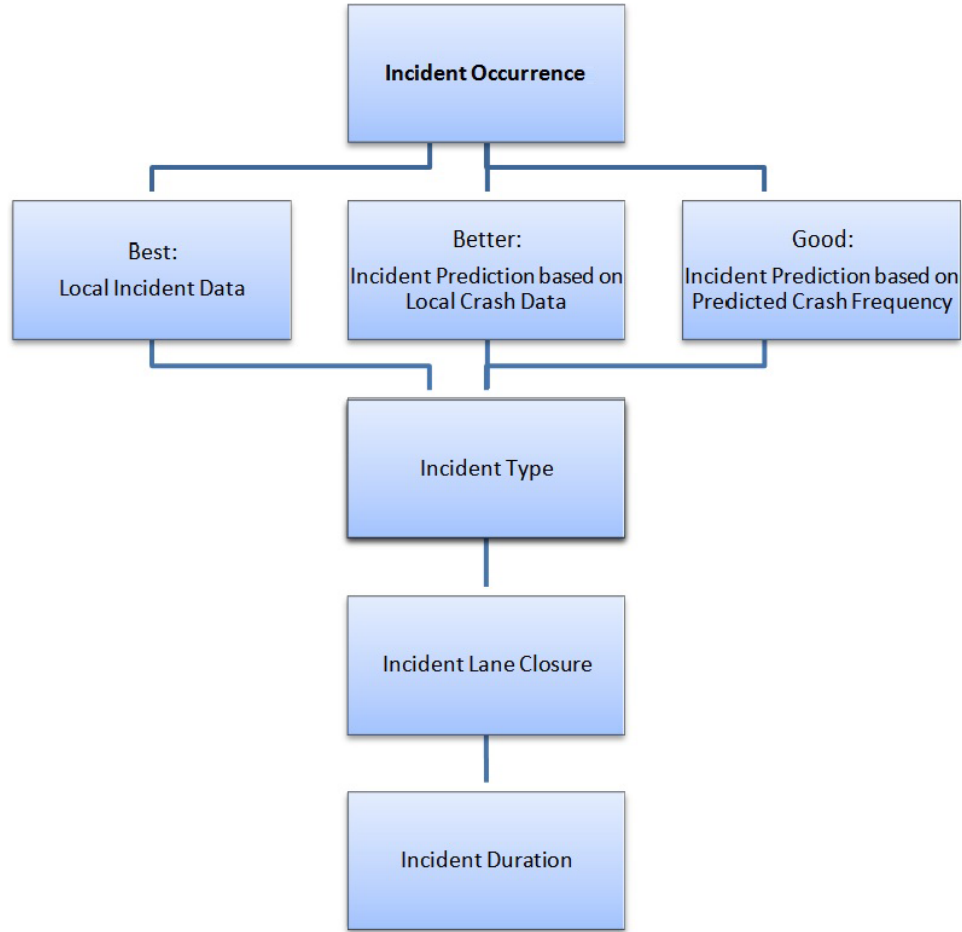 Incident Occurrence
Best:
Local Incident Data
Better:
Incident Prediction based on
Local Crash Data
Good:
Incident Prediction based on
Predicted Crash Frequency
Incident Type
Incident Lane Closure
Incident Duration